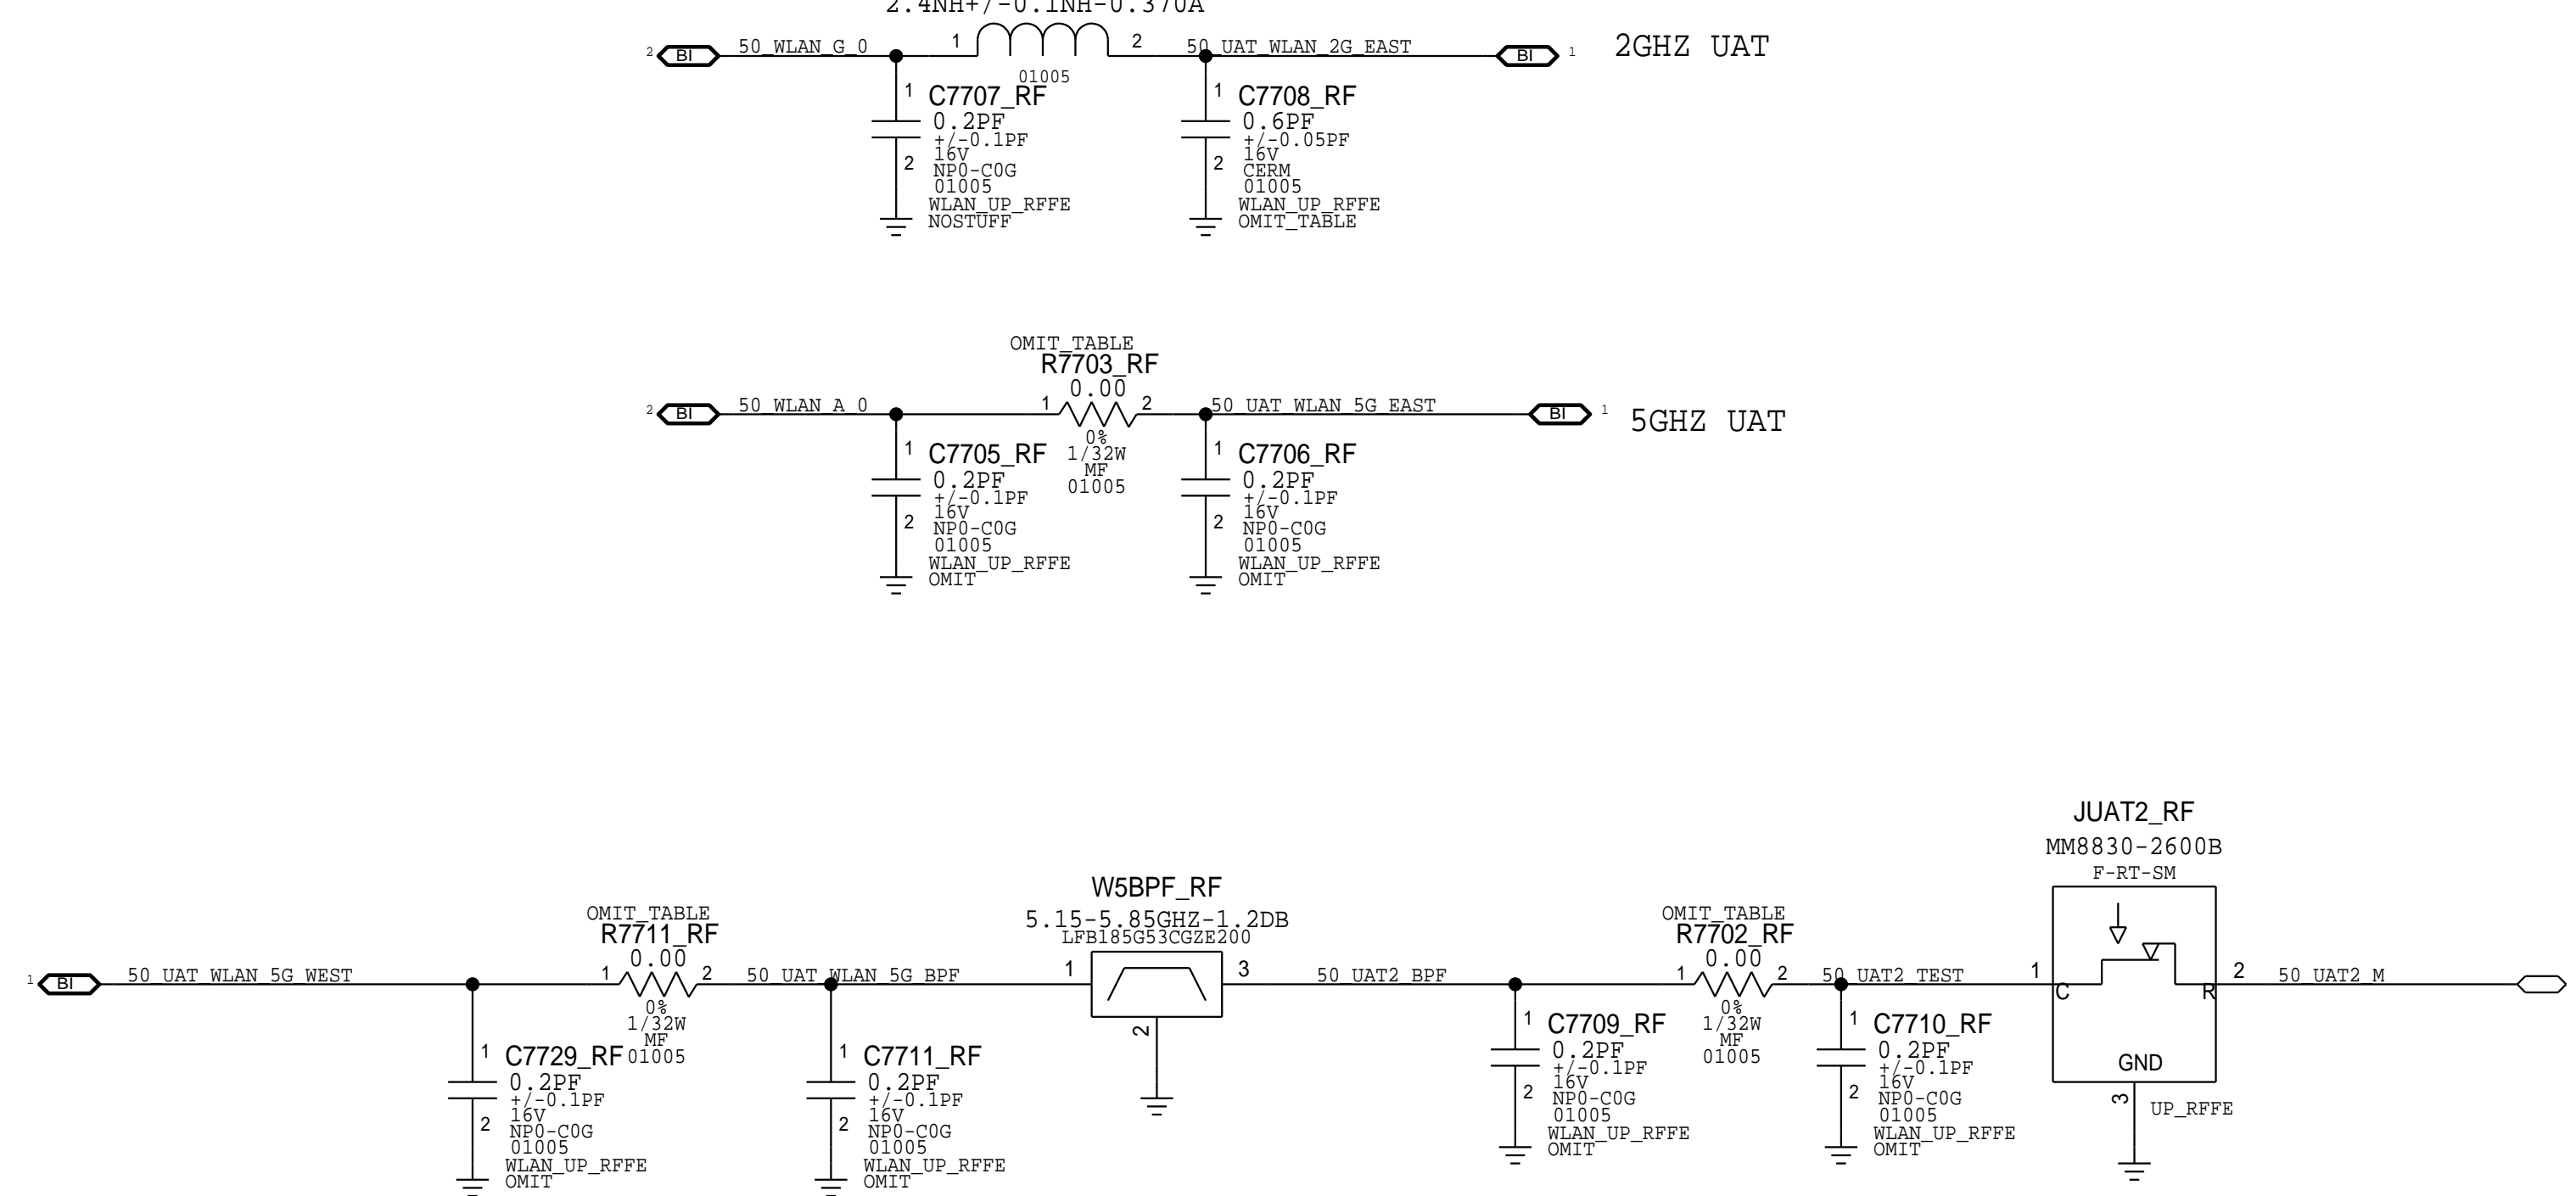 2.4NH+/-0.1NH-0.370A
2 BI 50_WLAN_G_0 1 2 50_UAT_WLAN_2G_EAST BI 1 2GHZ UAT
01005
1 C7707_RF
0.2PF
+/-0.1PF
16V
2 NP0-C0G
01005
WLAN_UP_RFFE
NOSTUFF
1 C7708_RF
0.6PF
+/-0.05PF
16V
2 CERM
01005
WLAN_UP_RFFE
OMIT_TABLE
OMIT_TABLE
R7703_RF
0.00
2 BI 50_WLAN_A_0 1 2 50_UAT_WLAN_5G_EAST BI 1 5GHZ UAT
0%
1/32W
MF
01005
1 C7705_RF
0.2PF
+/-0.1PF
16V
2 NP0-C0G
01005
WLAN_UP_RFFE
OMIT
1 C7706_RF
0.2PF
+/-0.1PF
16V
2 NP0-C0G
01005
WLAN_UP_RFFE
OMIT
JUAT2_RF
MM8830-2600B
F-RT-SM
W5BPF_RF
5.15-5.85GHZ-1.2DB
LFB185G53CGZE200
OMIT_TABLE
R7711_RF
0.00
OMIT_TABLE
R7702_RF
0.00
1 BI 50_UAT_WLAN_5G_WEST 1 2 50_UAT_WLAN_5G_BPF 1 3 50_UAT2_BPF 1 2 50_UAT2_TEST 1 C R 2 50_UAT2_M
0%
1/32W
MF
01005
2
0%
1/32W
MF
01005
GND
3 UP_RFFE
1 C7729_RF
0.2PF
+/-0.1PF
16V
2 NP0-C0G
01005
WLAN_UP_RFFE
OMIT
1 C7711_RF
0.2PF
+/-0.1PF
16V
2 NP0-C0G
01005
WLAN_UP_RFFE
OMIT
1 C7709_RF
0.2PF
+/-0.1PF
16V
2 NP0-C0G
01005
WLAN_UP_RFFE
OMIT
1 C7710_RF
0.2PF
+/-0.1PF
16V
2 NP0-C0G
01005
WLAN_UP_RFFE
OMIT